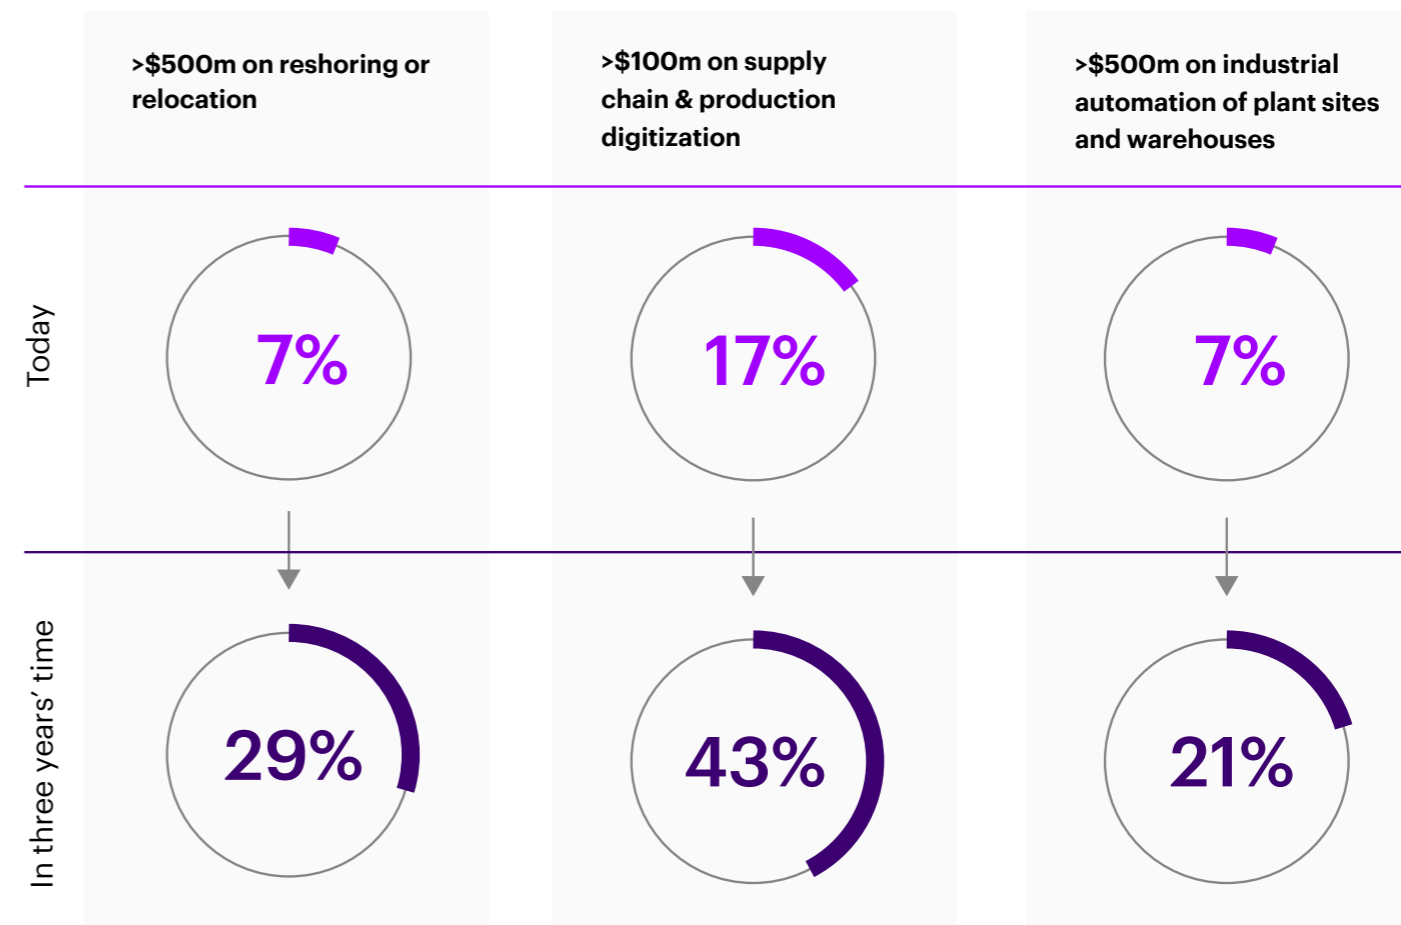 >$500m on reshoring or
relocation
>$100m on supply
chain & production
digitization
>$500m on industrial
automation of plant sites
and warehouses
Today
7%
17%
7%
In three years’ time
29%
43%
21%